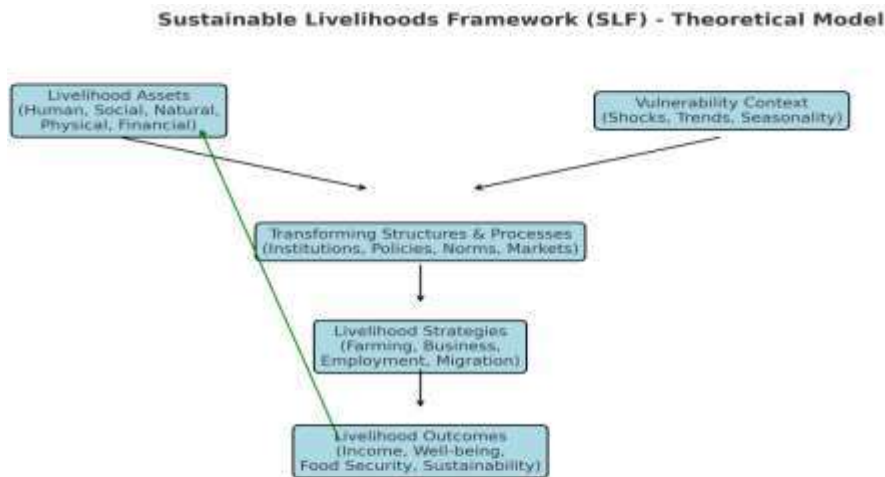 Sustainable Livelihoods Framework (SLF) - Theoretical Model
Livelihood Assets
(Human, Social, Natural,
Physical, Financial)
Vulnerability Context
(Shocks, Trends, Seasonality)
Transforming Structures & Processes
(Institutions, Policies, Norms, Markets)
Livelihood Strategies
(Farming, Business,
Employment, Migration)
Livelihood Outcomes
(Income, Well-being,
Food Security, Sustainability)